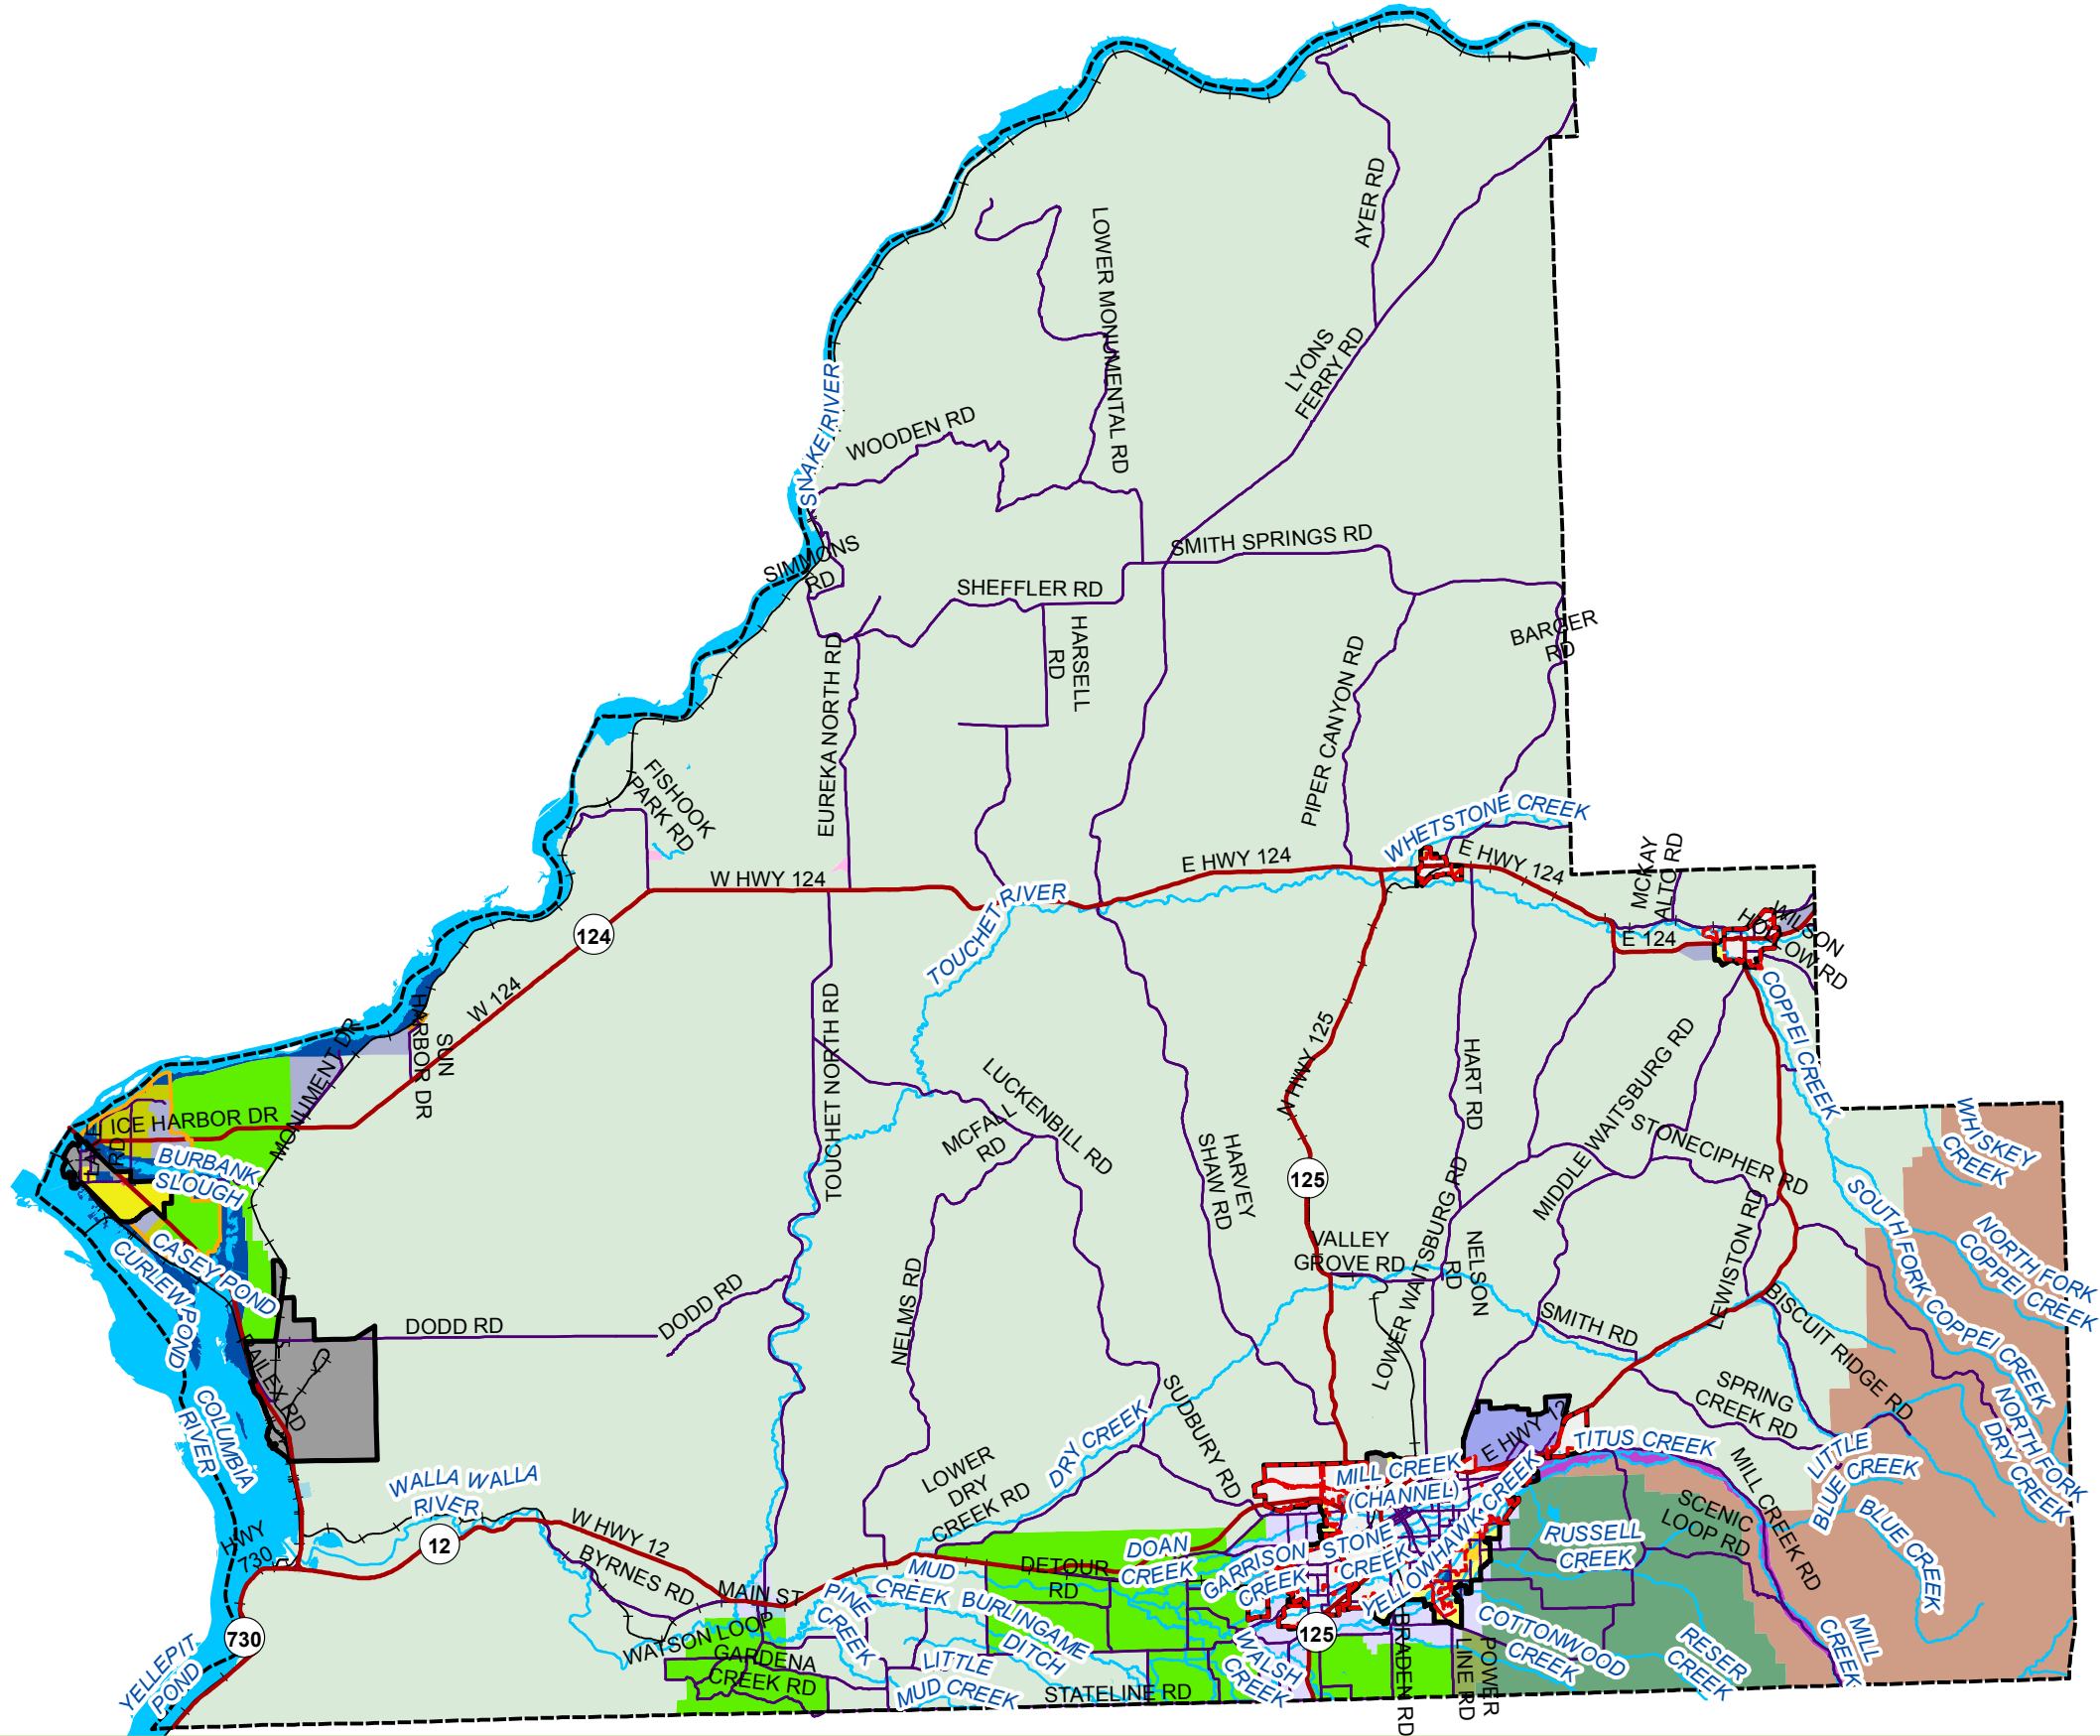 AYER RD
LOWER MONUMENTAL RD
LYONS
FERRY RD
SNAKE RIVER
WOODEN RD
SMITH SPRINGS RD
SIMMONS
RD
SHEFFLER RD
HARSELL
RD
BARGER
RD
EUREKA NORTH RD
PIPER CANYON RD
FISHOOK
PARK RD
WHETSTONE CREEK
E HWY 124
E HWY 124
W HWY 124
MCKAY
ALTO RD
WILSON
HOLLOW RD
TOUCHET RIVER
124
E 124
W 124
COPPEI CREEK
SUN
HARBOR DR
MONUMENT DR
TOUCHET NORTH RD
LUCKENBILL RD
MCFALL
RD
N HWY 125
HART RD
MIDDLE WAITSBURG RD
STONECIPHER RD
WHISKEY
CREEK
ICE HARBOR DR
RD
BURBANK
SLOUGH
HARVEY
SHAW RD
125
LOWER WAITSBURG RD
SOUTH FORK COPPEI CREEK
NORTH FORK
COPPEI CREEK
VALLEY
GROVE RD
NELSON
RD
LEWISTON RD
CASEY POND
CURLEW POND
DODD RD
DODD RD
NELMS RD
SMITH RD
BISCUIT RIDGE RD
COLUMBIA
RIVER
SUDBURY RD
SPRING
CREEK RD
NORTH FORK
DRY CREEK
DRY CREEK
E HWY 12
TITUS CREEK
LITTLE
BLUE CREEK
BLUE CREEK
MILL CREEK RD
WALLA WALLA
RIVER
LOWER
DRY
CREEK RD
MILL CREEK
(CHANNEL)
SCENIC
LOOP RD
HWY
730
12
W HWY 12
BYRNES RD
MAIN ST
DETOUR
RD
DOAN
CREEK
GARRISON
CREEK
STONE
CREEK
YELLOWHAWK CREEK
RUSSELL
CREEK
MUD
CREEK
PINE
CREEK
BURLINGAME
DITCH
730
WATSON LOOP
GARDENA
CREEK RD
125
WALSH
CREEK
BRADEN RD
POWER
LINE RD
COTTONWOOD
CREEK
RESER
CREEK
MILL
CREEK
YELLEPIT
POND
LITTLE
MUD CREEK
STATELINE RD